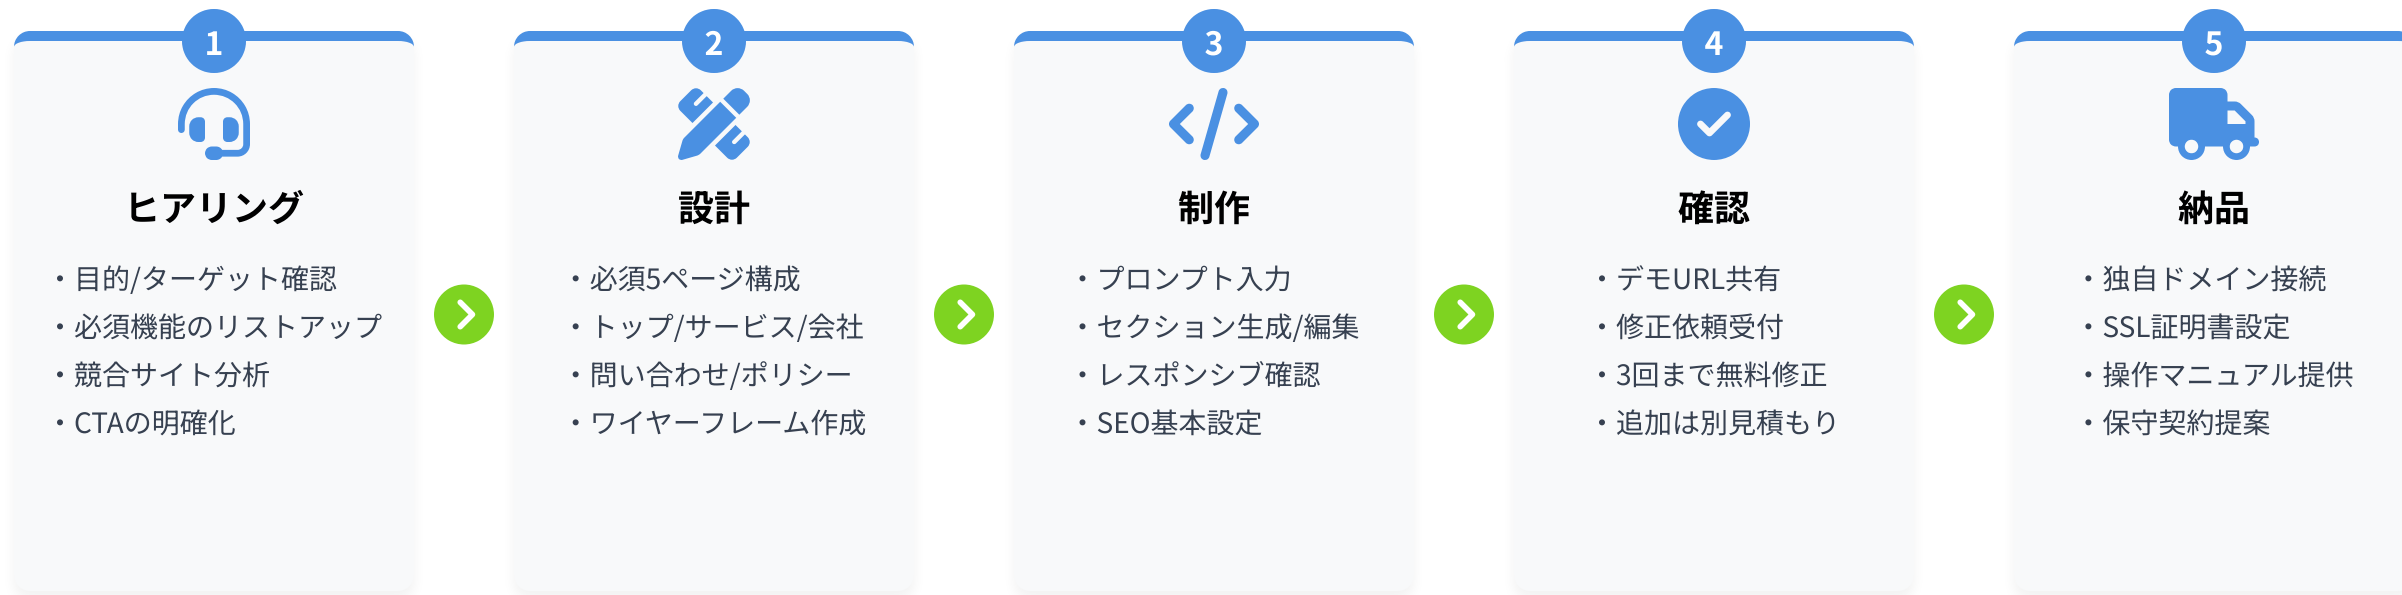 1
ヒアリング
・目的/ターゲット確認
・必須機能のリストアップ
・競合サイト分析
・CTAの明確化
2
設計
・必須5ページ構成
・トップ/サービス/会社
・問い合わせ/ポリシー
・ワイヤーフレーム作成
3
制作
・プロンプト入力
・セクション生成/編集
・レスポンシブ確認
・SEO基本設定
4
確認
・デモURL共有
・修正依頼受付
・3回まで無料修正
・追加は別見積もり
5
納品
・独自ドメイン接続
・SSL証明書設定
・操作マニュアル提供
・保守契約提案